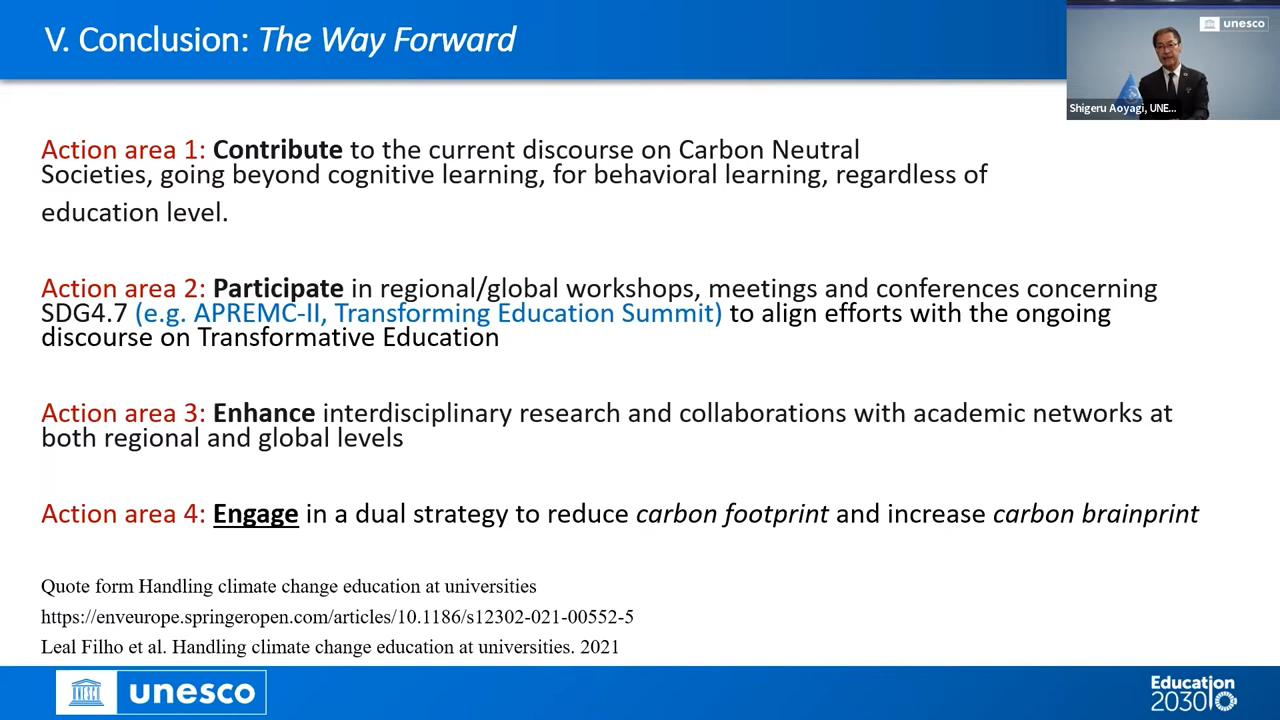 V. Conclusion: The Way Forward
unesco
Shigeru Aoyagi, UNE...
Action area 1: Contribute to the current discourse on Carbon Neutral
Societies, going beyond cognitive learning, for behavioral learning, regardless of
education level.
Action area 2: Participate in regional/global workshops, meetings and conferences concerning
SDG4.7 (e.g. APREMC-II, Transforming Education Summit) to align efforts with the ongoing
discourse on Transformative Education
Action area 3: Enhance interdisciplinary research and collaborations with academic networks at
both regional and global levels
Action area 4: Engage in a dual strategy to reduce carbon footprint and increase carbon brainprint
Quote form Handling climate change education at universities
https://enveurope.springeropen.com/articles/10.1186/s12302-021-00552-5
Leal Filho et al. Handling climate change education at universities. 2021
unesco
Education
2030